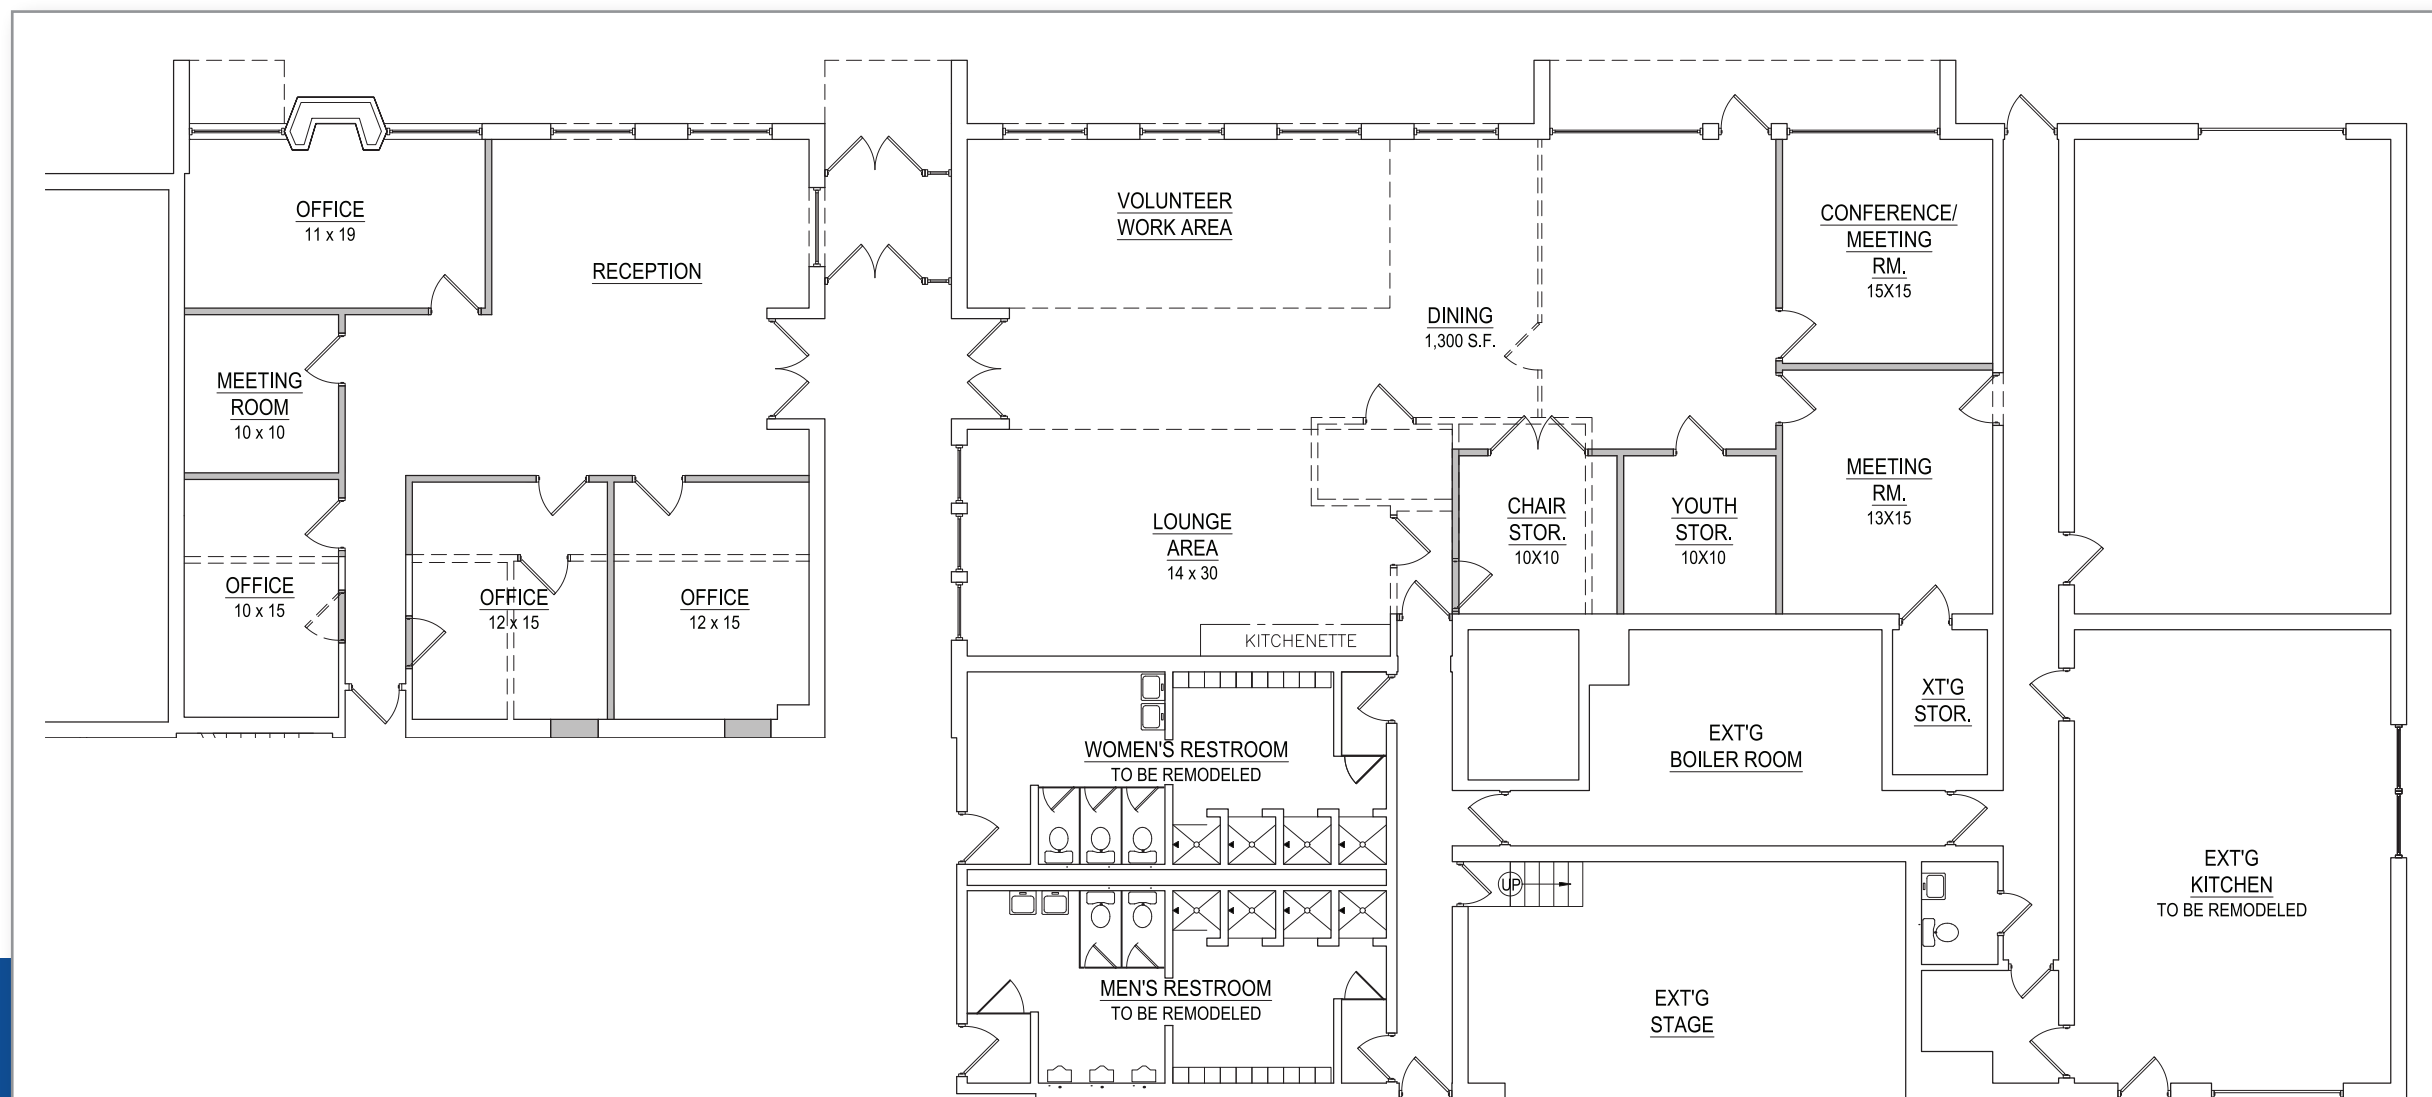 OFFICE
11 x 19
RECEPTION
VOLUNTEER
WORK AREA
CONFERENCE/
MEETING
RM.
15X15
DINING
1,300 S.F.
MEETING
ROOM
10 x 10
MEETING
RM.
13X15
LOUNGE
AREA
14 x 30
CHAIR
STOR.
10X10
YOUTH
STOR.
10X10
OFFICE
10 x 15
OFFICE
12 x 15
OFFICE
12 x 15
KITCHENETTE
XT'G
STOR.
EXT'G
BOILER ROOM
WOMEN'S RESTROOM
TO BE REMODELED
UP
EXT'G
KITCHEN
TO BE REMODELED
MEN'S RESTROOM
TO BE REMODELED
EXT'G
STAGE